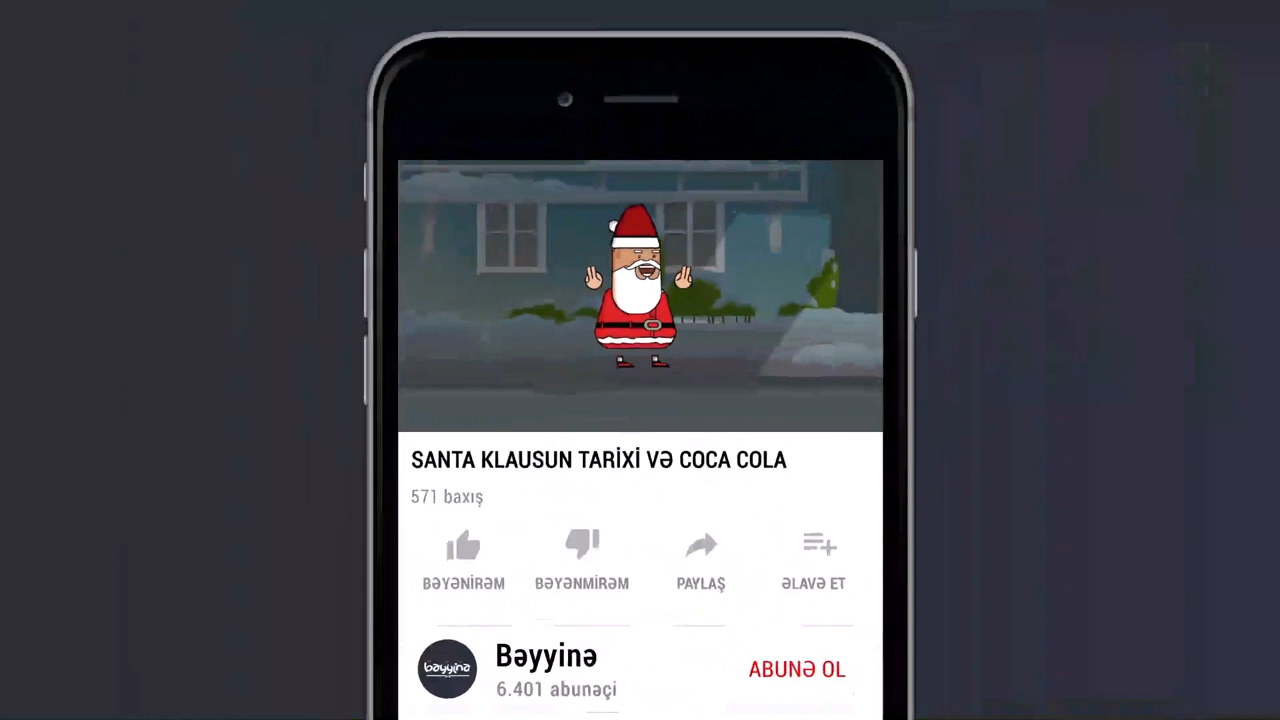 SANTA KLAUSUN TARİXİ VƏ COCA COLA
571 baxış
BƏYƏNİRƏM BƏYƏNMİRƏM PAYLAŞ ƏLAVƏ ET
bəyyinə
Bəyyinə
6.401 abunəçi
ABUNƏ OL